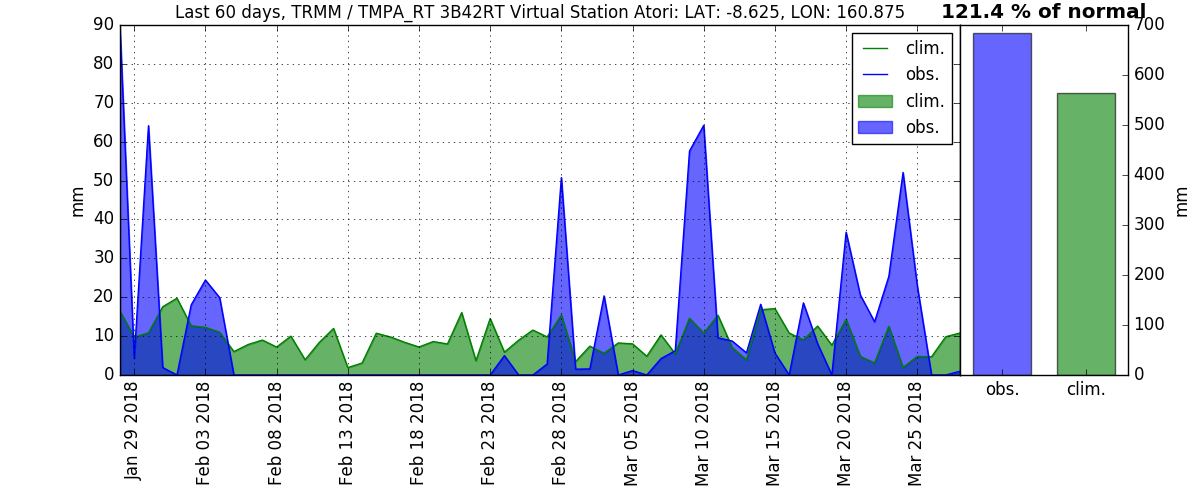 Last 60 days, TRMM / TMPA_RT 3B42RT Virtual Station Atori: LAT: -8.625, LON: 160.875
121.4 % of normal
90
80
70
60
50
40
30
20
10
0
mm
clim.
obs.
clim.
obs.
700
600
500
400
300
200
100
0
mm
obs.
clim.
Jan 29 2018
Feb 03 2018
Feb 08 2018
Feb 13 2018
Feb 18 2018
Feb 23 2018
Feb 28 2018
Mar 05 2018
Mar 10 2018
Mar 15 2018
Mar 20 2018
Mar 25 2018